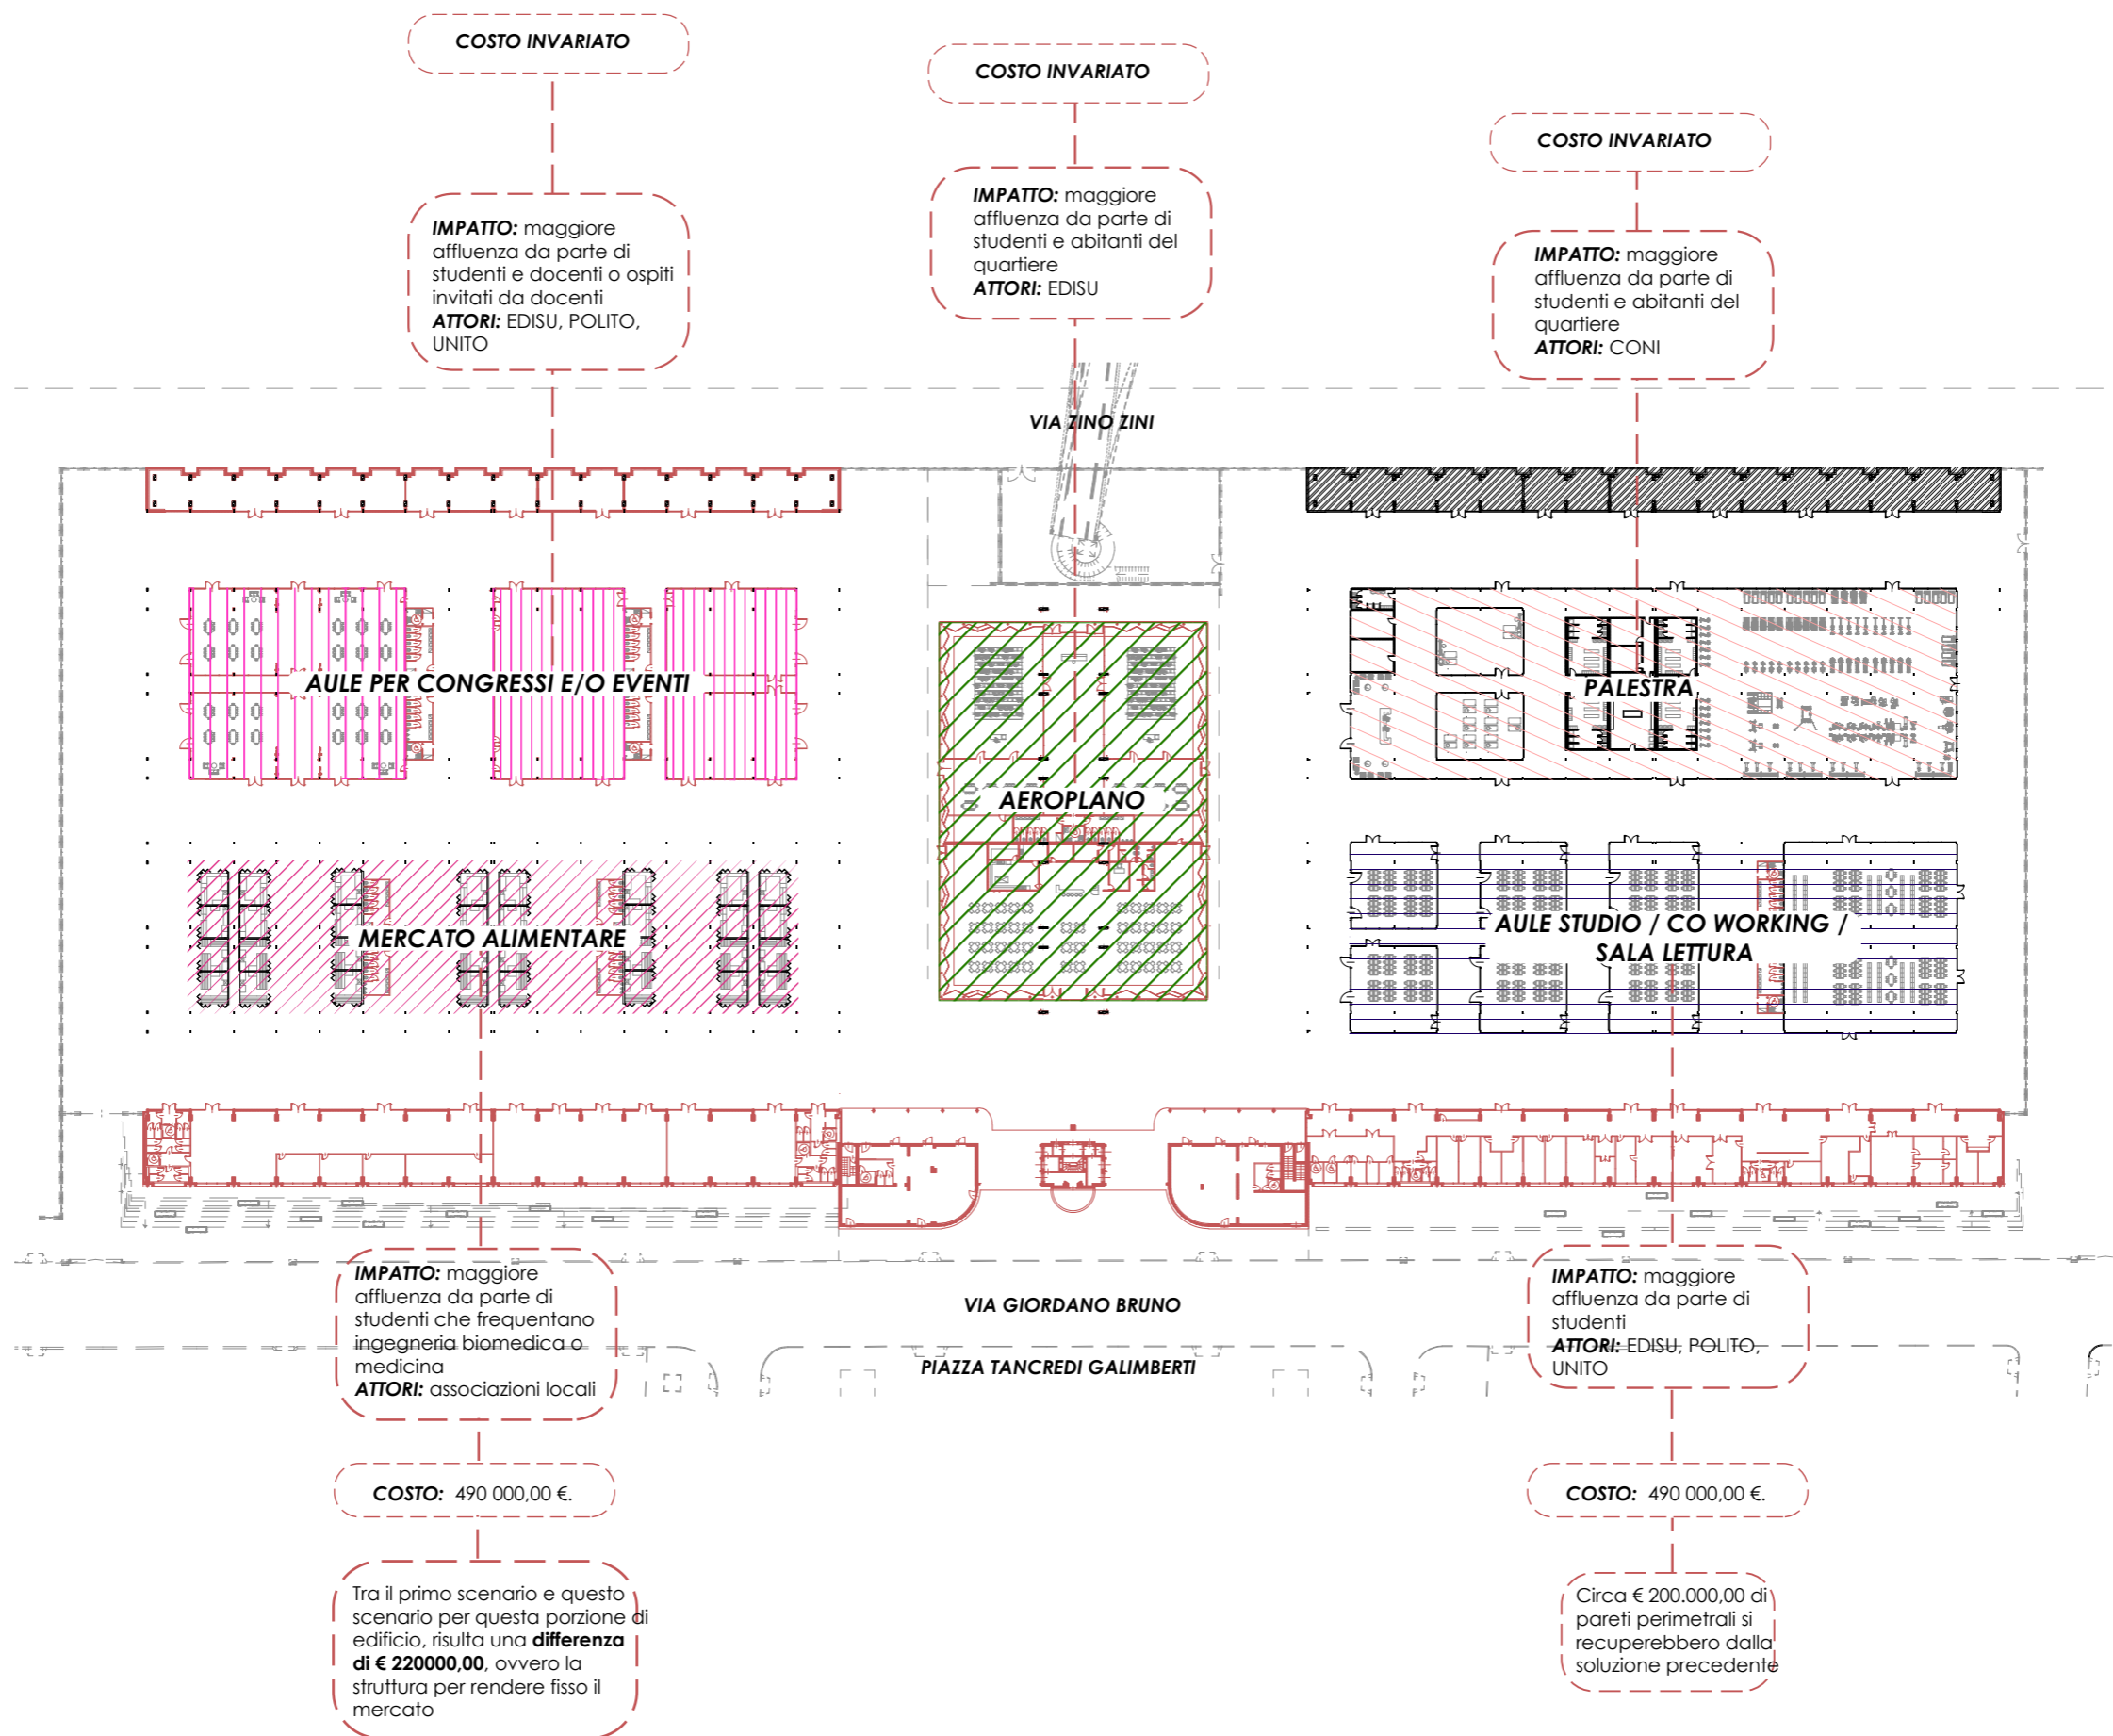 COSTO INVARIATO
IMPATTO: maggiore
affluenza da parte di
studenti e docenti o ospiti
invitati da docenti
ATTORI: EDISU, POLITO,
UNITO
COSTO INVARIATO
IMPATTO: maggiore
affluenza da parte di
studenti e abitanti del
quartiere
ATTORI: EDISU
COSTO INVARIATO
IMPATTO: maggiore
affluenza da parte di
studenti e abitanti del
quartiere
ATTORI: CONI
VIA ZINO ZINI
AULE PER CONGRESSI E/O EVENTI
PALESTRA
AEROPLANO
MERCATO ALIMENTARE
AULE STUDIO / CO WORKING /
SALA LETTURA
VIA GIORDANO BRUNO
PIAZZA TANCREDI GALIMBERTI
IMPATTO: maggiore
affluenza da parte di
studenti che frequentano
ingegneria biomedica o
medicina
ATTORI: associazioni locali
COSTO: 490 000,00 €.
Tra il primo scenario e questo
scenario per questa porzione di
edificio, risulta una differenza
di € 220000,00, ovvero la
struttura per rendere fisso il
mercato
IMPATTO: maggiore
affluenza da parte di
studenti
ATTORI: EDISU, POLITO,
UNITO
COSTO: 490 000,00 €.
Circa € 200.000,00 di
pareti perimetrali si
recuperebbero dalla
soluzione precedente